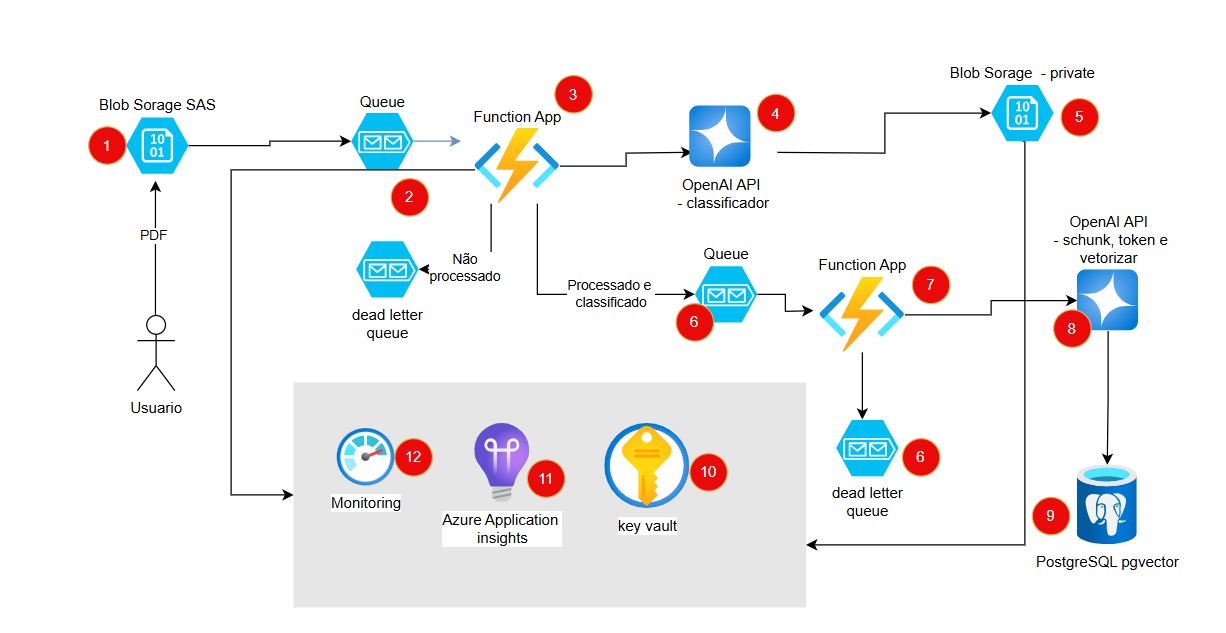 Blob Sorage - private
Blob Sorage SAS
Queue
Function App
3
4
5
1
10
01
10
01
2
OpenAI API
- classificador
PDF
Não
processado
dead letter
queue
Processado e
classificado
Queue
6
Function App
7
OpenAI API
- schunk, token e
vetorizar
8
Usuario
12
Monitoring
11
Azure Application
insights
10
key vault
6
dead letter
queue
9
PostgreSQL pgvector